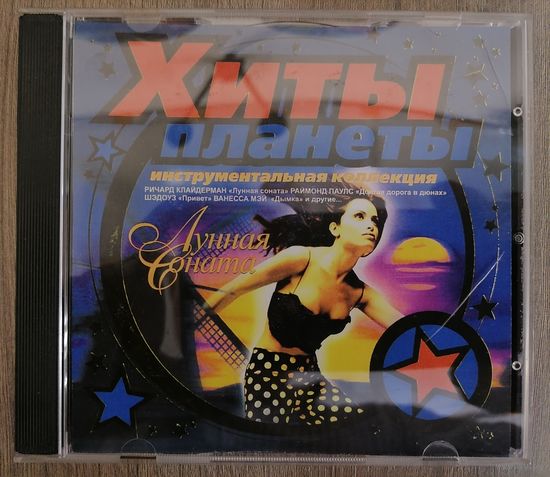 Хиты
планеты
инструментальная коллекция
РИЧАРД КЛАЙДЕРМАН «Лунная соната» РАЙМОНД ПАУЛС «Долгая дорога в дюнах»
ШЭДОУЗ «Привет» ВАНЕССА МЭЙ «Дымка» и другие...
Лунная
Соната